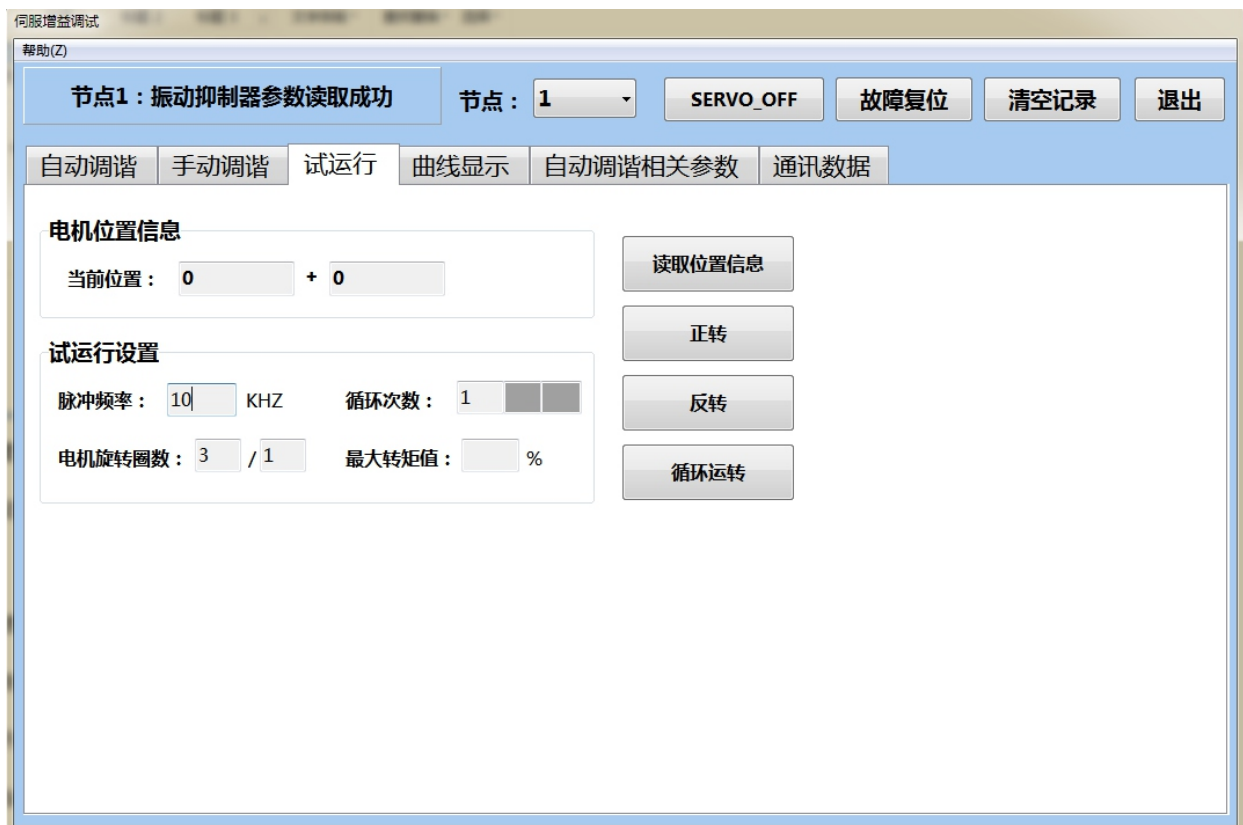 伺服增益调试
帮助(Z)
节点1：振动抑制器参数读取成功 节点： 1 SERVO_OFF 故障复位 清空记录 退出
自动调谐 手动调谐 试运行 曲线显示 自动调谐相关参数 通讯数据
电机位置信息
当前位置： 0 + 0
读取位置信息
正转
试运行设置
脉冲频率： 10 KHZ 循环次数： 1
反转
电机旋转圈数： 3 / 1 最大转矩值： %
循环运转